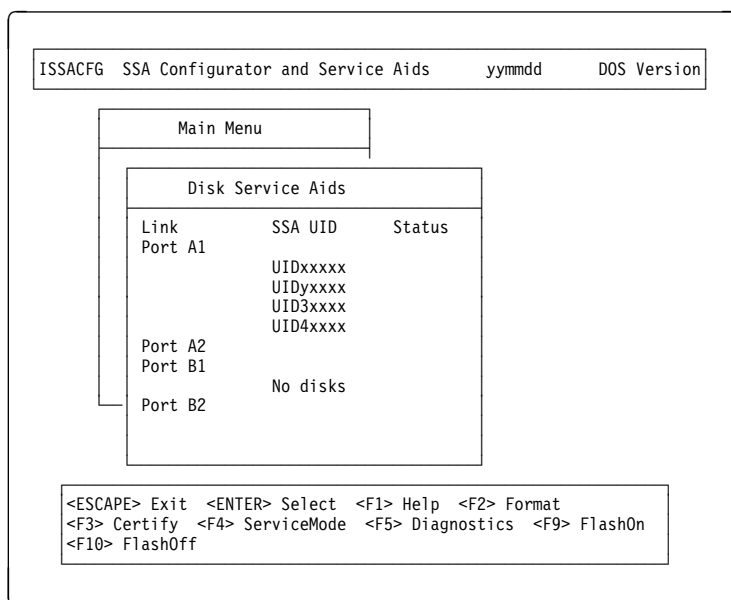 ISSACFG SSA Configurator and Service Aids yymmdd DOS Version
Main Menu
Disk Service Aids
Link SSA UID Status
Port A1
UIDxxxxx
UIDyxxxx
UID3xxxx
UID4xxxx
Port A2
Port B1
No disks
Port B2
<ESCAPE> Exit <ENTER> Select <F1> Help <F2> Format
<F3> Certify <F4> ServiceMode <F5> Diagnostics <F9> FlashOn
<F10> FlashOff